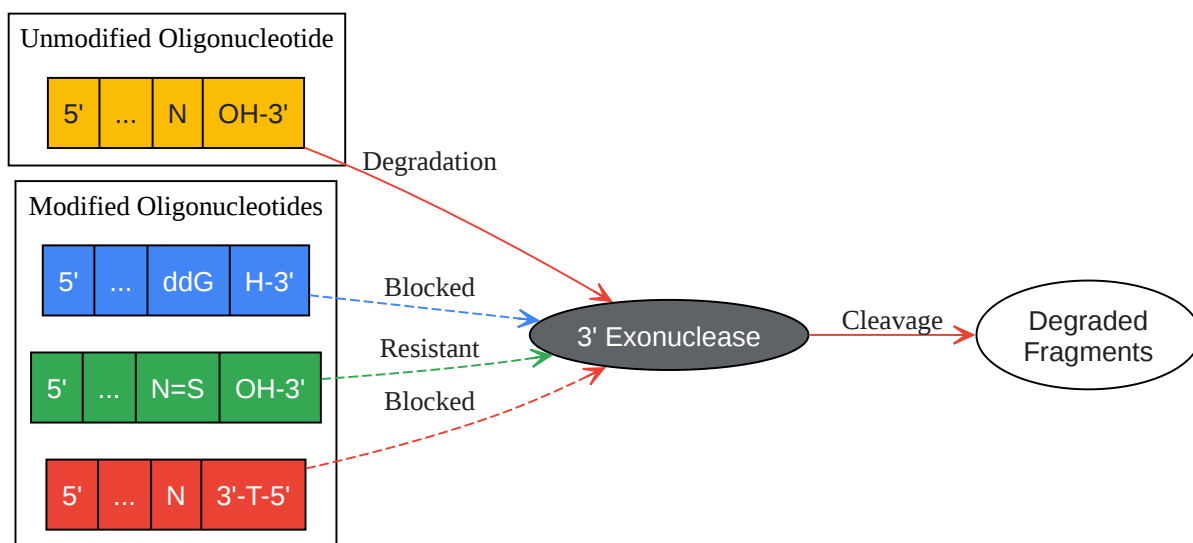 Unmodified Oligonucleotide
5' ... N OH-3'
Degradation
Modified Oligonucleotides
5' ... ddG H-3'
Blocked
5' ... N=S OH-3'
Resistant
Blocked
5' ... N 3'-T-5'
3' Exonuclease
Cleavage
Degraded
Fragments